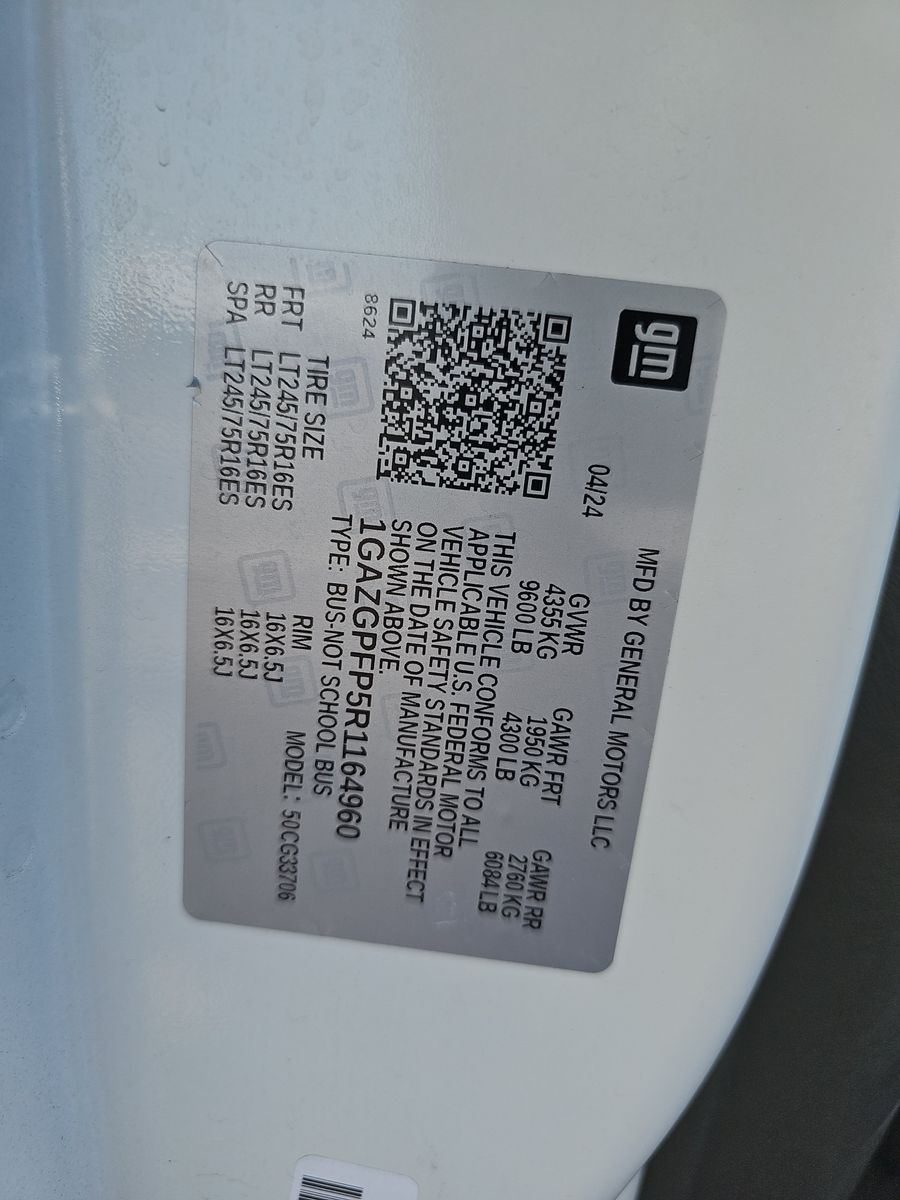 gm
MFD BY GENERAL MOTORS LLC
04/24
GVWR GAWR FRT GAWR RR
4355 KG 1950 KG 2760 KG
9600 LB 4300 LB 6084 LB
THIS VEHICLE CONFORMS TO ALL
APPLICABLE U.S. FEDERAL MOTOR
VEHICLE SAFETY STANDARDS IN EFFECT
ON THE DATE OF MANUFACTURE
SHOWN ABOVE.
1GAZGPFP5R1164960
TYPE: BUS-NOT SCHOOL BUS
8624
MODEL: 50CG33706
TIRE SIZE RIM
FRT LT245/75R16ES 16X6.5J
RR LT245/75R16ES 16X6.5J
SPA LT245/75R16ES 16X6.5J